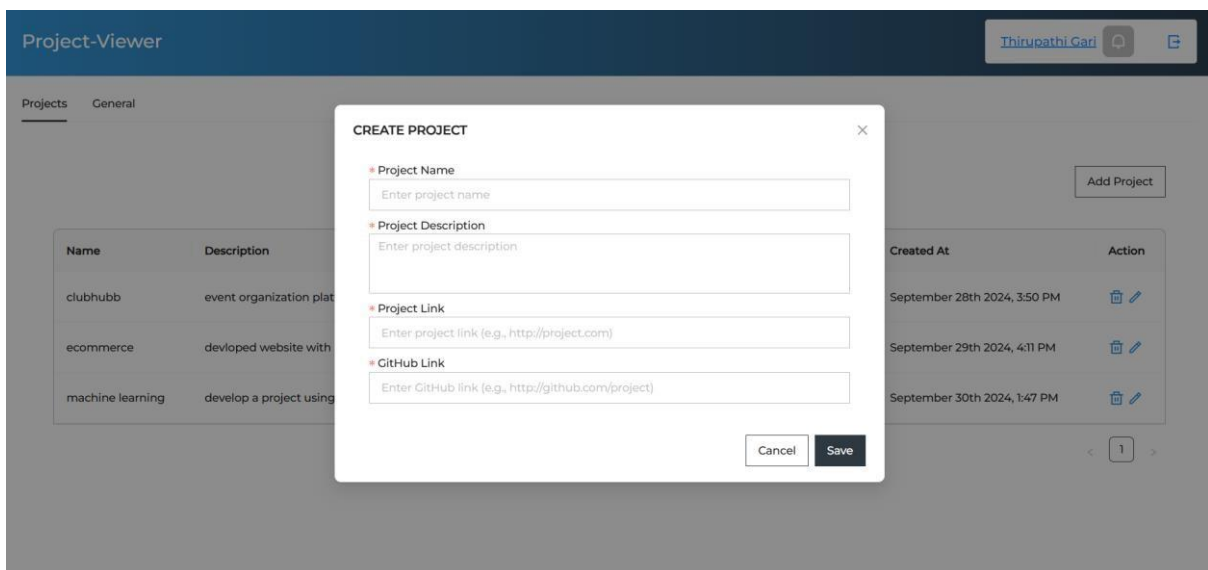 Project-Viewer
Thirupathi Gari
Projects General
CREATE PROJECT
* Project Name
Enter project name
Add Project
* Project Description
Enter project description
Name Description Created At Action
clubhubb event organization plat September 28th 2024, 3:50 PM
* Project Link
Enter project link (e.g., http://project.com)
ecommerce devloped website with September 29th 2024, 4:11 PM
* GitHub Link
Enter GitHub link (e.g., http://github.com/project)
machine learning develop a project using September 30th 2024, 1:47 PM
Cancel Save
< 1 >